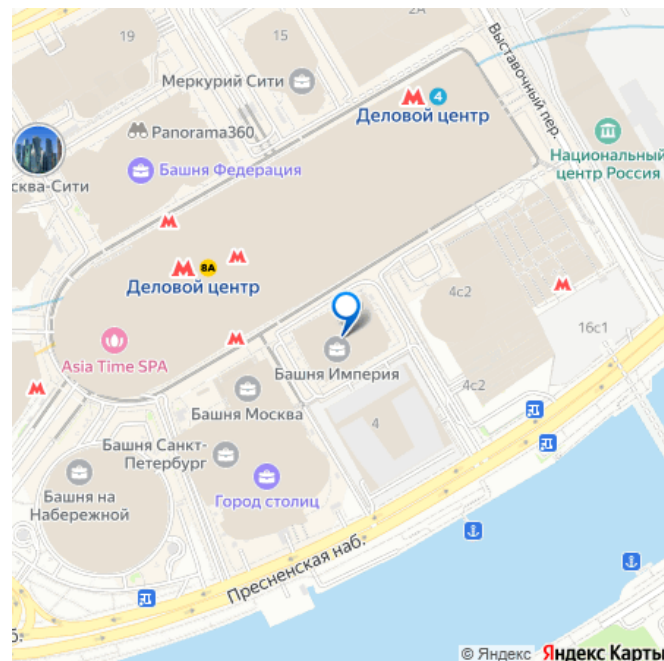 2А
19
15
Меркурий Сити
4
Деловой центр
Выставочный пер.
Panorama360
Национальный
центр Россия
Башня Федерация
сква-Сити
8А
Деловой центр
4с2
16с1
Asia Time SPA
Башня Империя
4с2
Башня Москва
4
Башня Санкт-
Петербург
Город столиц
Башня на
Набережной
Пресненская наб.
б.
© Яндекс Яндекс Карты